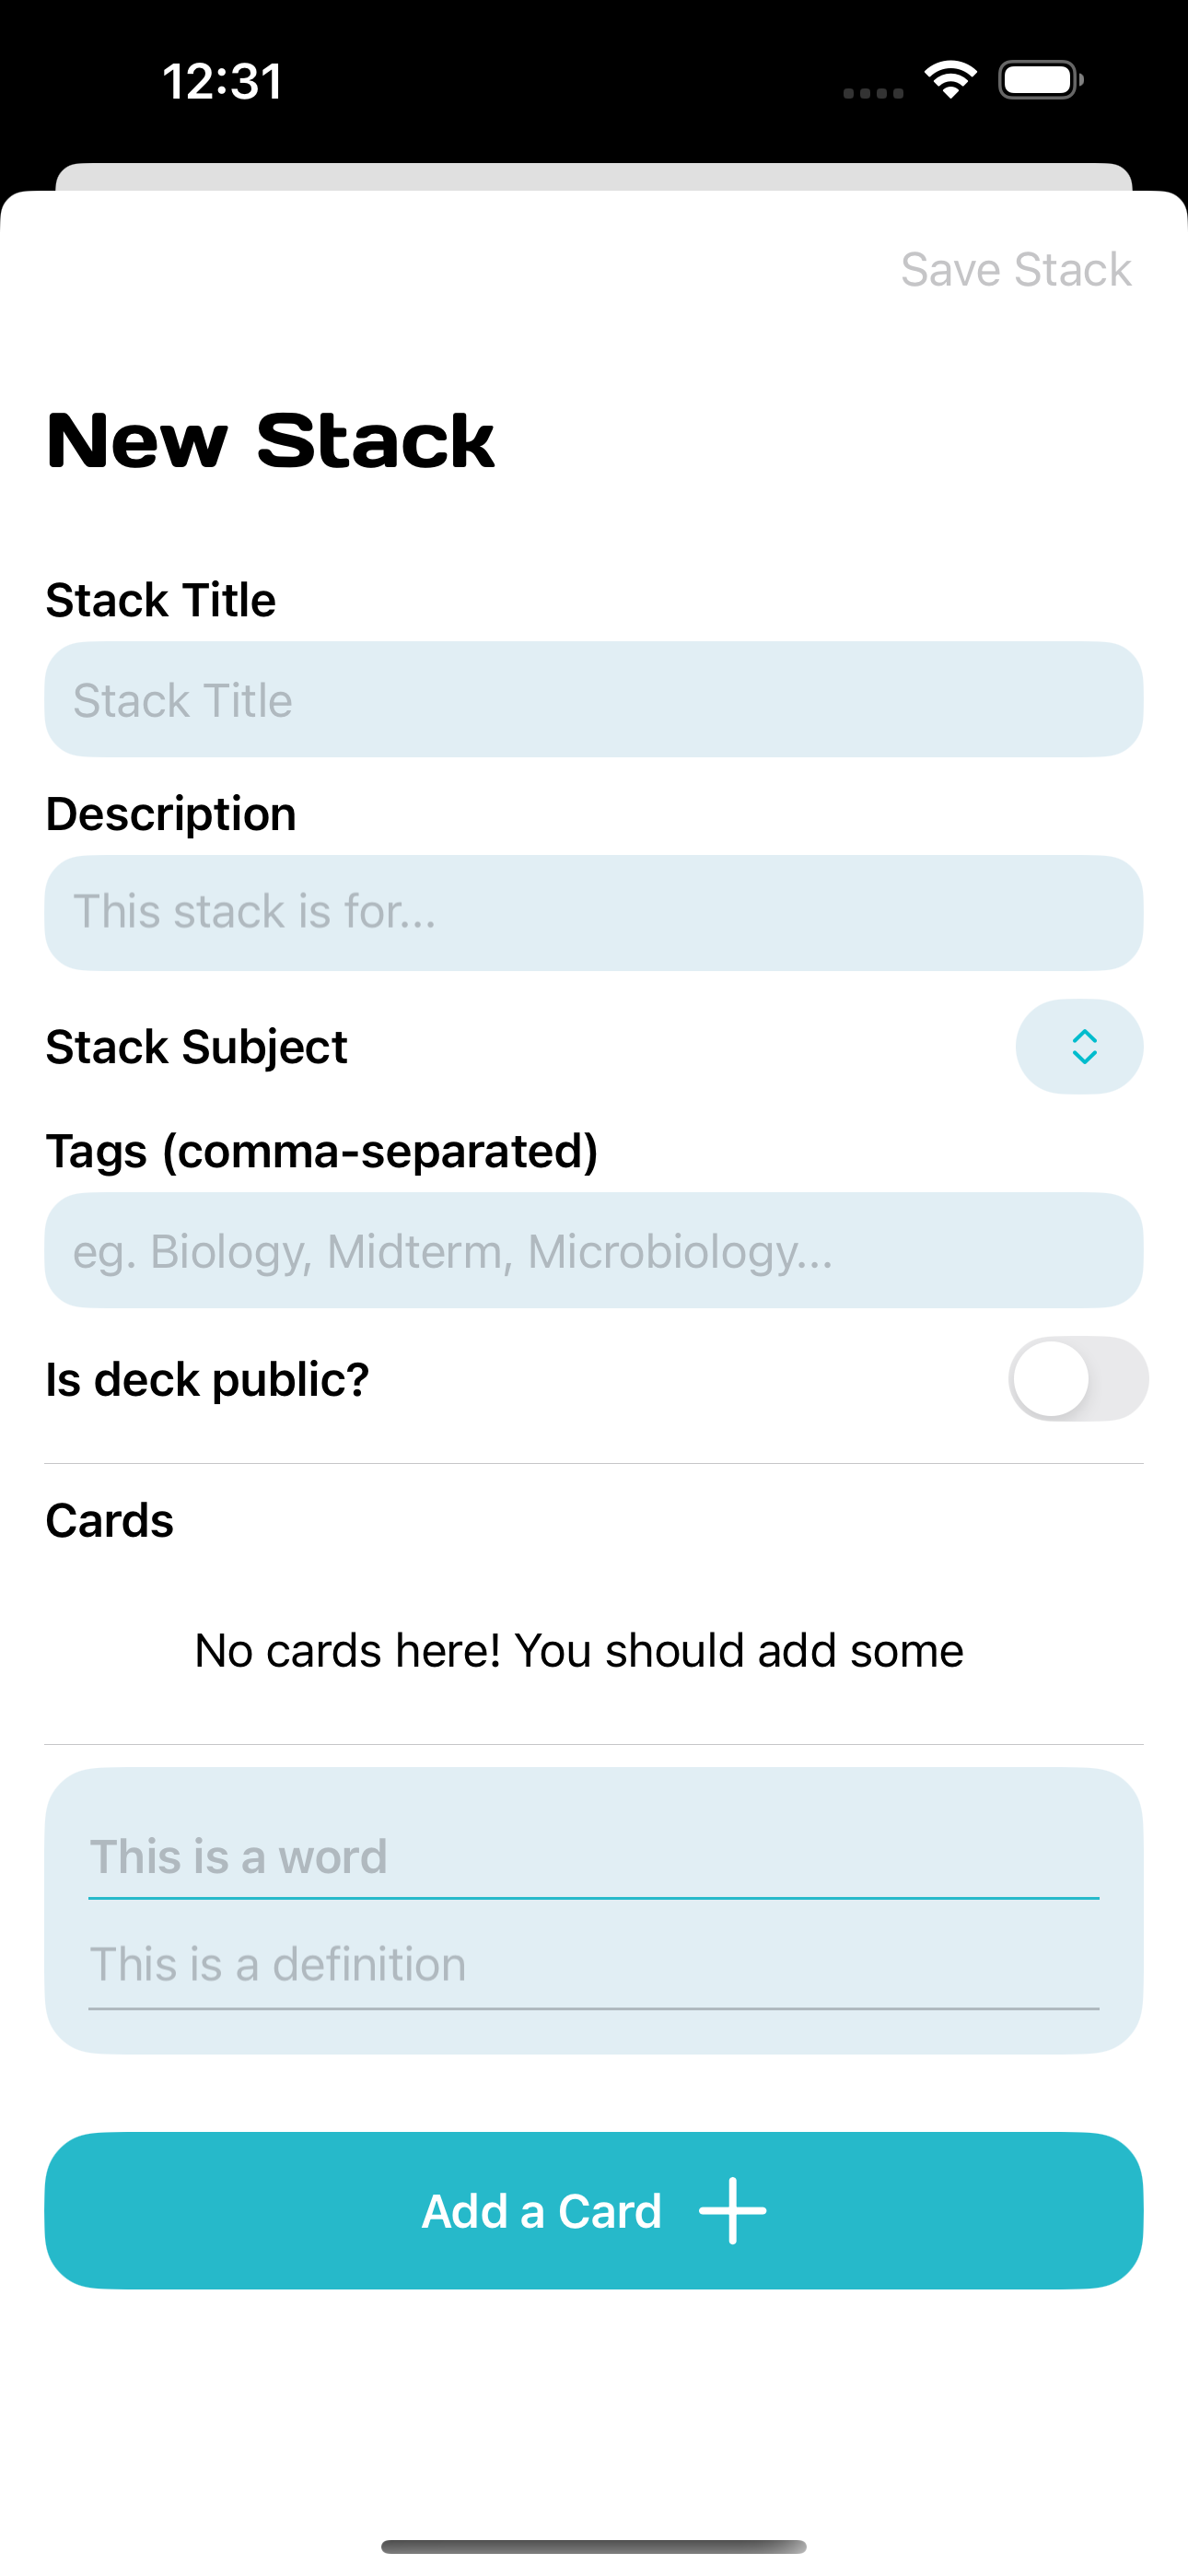 12:31
Save Stack
New Stack
Stack Title
Stack Title
Description
This stack is for...
Stack Subject
Tags (comma-separated)
eg. Biology, Midterm, Microbiology...
Is deck public?
Cards
No cards here! You should add some
This is a word
This is a definition
Add a Card